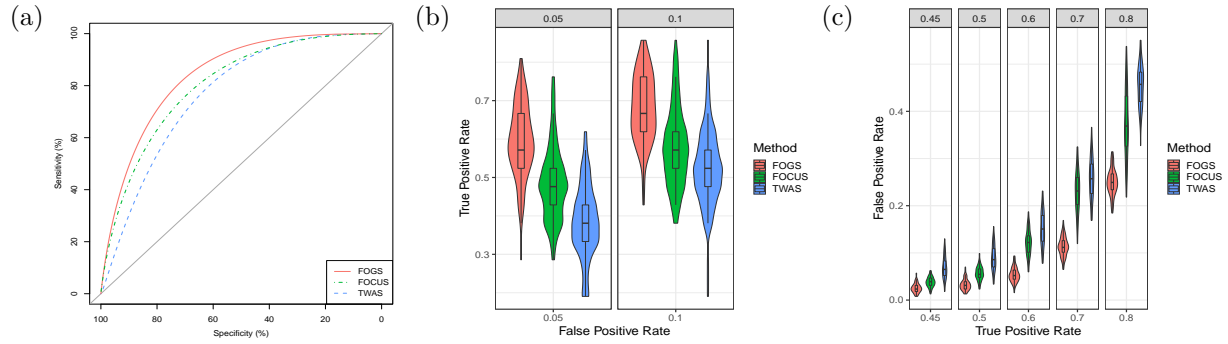 (a)
100
80
60
40
20
0
Sensitivity (%)
100
80
60
40
20
0
Specificity (%)
FOGS
FOCUS
TWAS
(b)
0.05
0.1
0.7
0.5
0.3
True Positive Rate
0.05
0.1
False Positive Rate
Method
FOGS
FOCUS
TWAS
(c)
0.45
0.5
0.6
0.7
0.8
0.4
0.2
0.0
False Positive Rate
0.45
0.5
0.6
0.7
0.8
True Positive Rate
Method
FOGS
FOCUS
TWAS